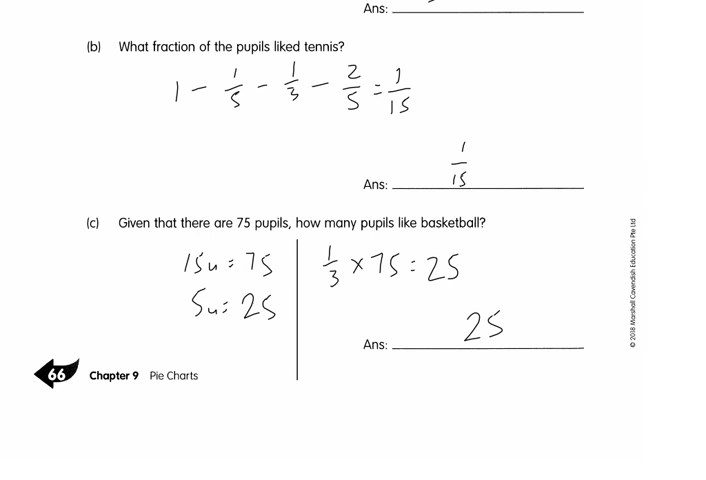 Ans:
(b) What fraction of the pupils liked tennis?
1 - 1/5 - 1/3 - 2/5 = 1/15
Ans: 1/15
(c) Given that there are 75 pupils, how many pupils like basketball?
15u = 75
5u = 25
1/3 × 75 = 25
Ans: 25
66 Chapter 9 Pie Charts
© 2018 Marshall Cavendish Education Pte Ltd